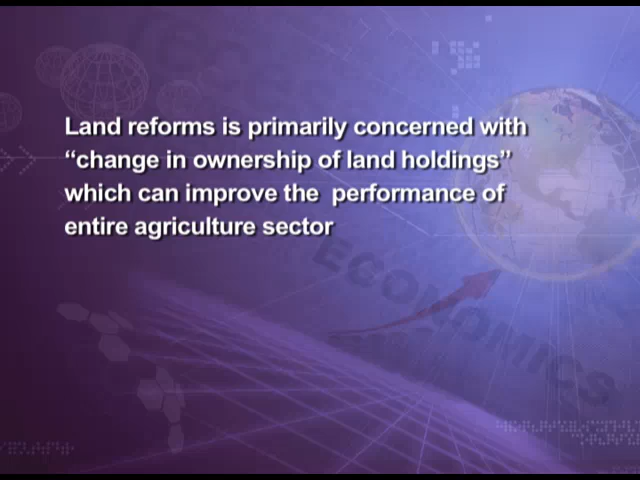 Land reforms is primarily concerned with
“change in ownership of land holdings”
which can improve the  performance of
entire agriculture sector
ECONOMICS